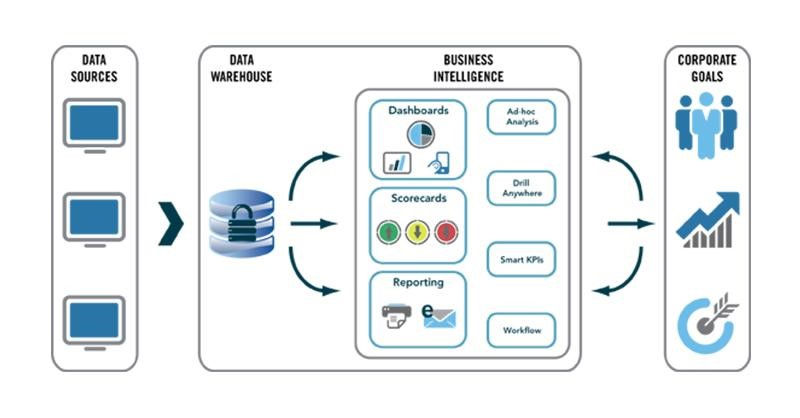 DATA
SOURCES
DATA
WAREHOUSE
BUSINESS
INTELLIGENCE
Dashboards
Scorecards
Reporting
e
Ad-hoc
Analysis
Drill
Anywhere
Smart KPIs
Workflow
CORPORATE
GOALS